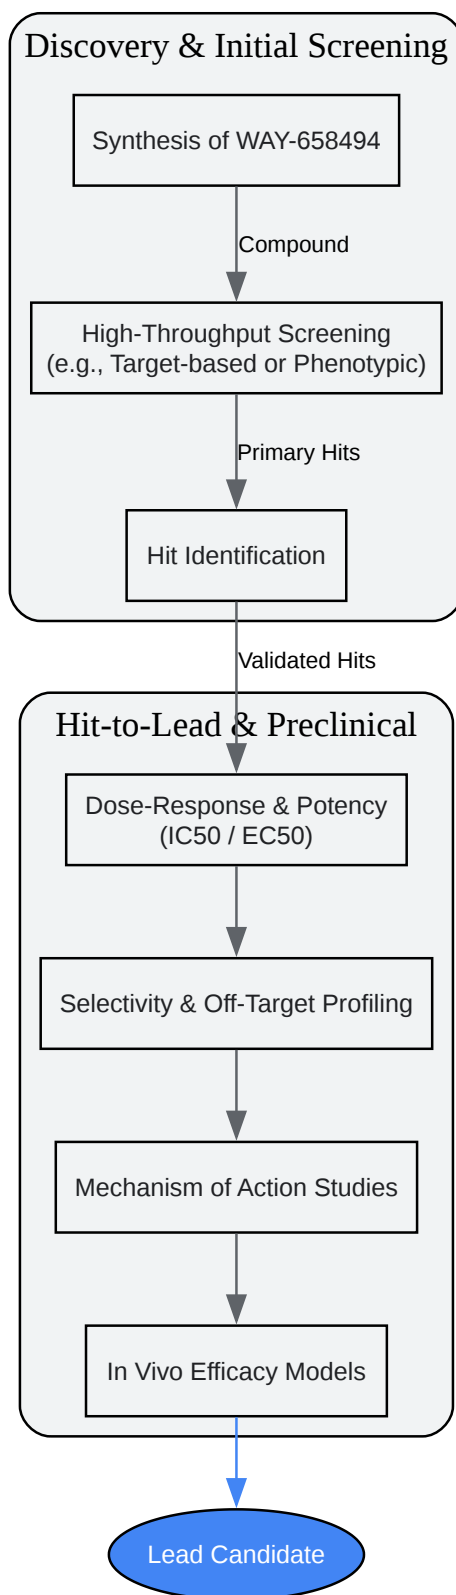 Discovery & Initial Screening
Synthesis of WAY-658494
Compound
High-Throughput Screening
(e.g., Target-based or Phenotypic)
Primary Hits
Hit Identification
Validated Hits
Hit-to-Lead & Preclinical
Dose-Response & Potency
(IC50 / EC50)
Selectivity & Off-Target Profiling
Mechanism of Action Studies
In Vivo Efficacy Models
Lead Candidate